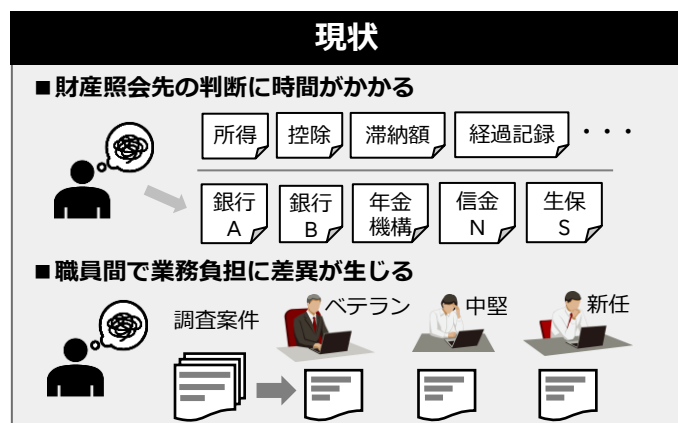 現状
■財産照会先の判断に時間がかかる
所得 控除 滞納額 経過記録 ・・・
銀行 銀行 年金 信金 生保
A B 機構 N S
■職員間で業務負担に差異が生じる
調査案件 ベテラン 中堅 新任